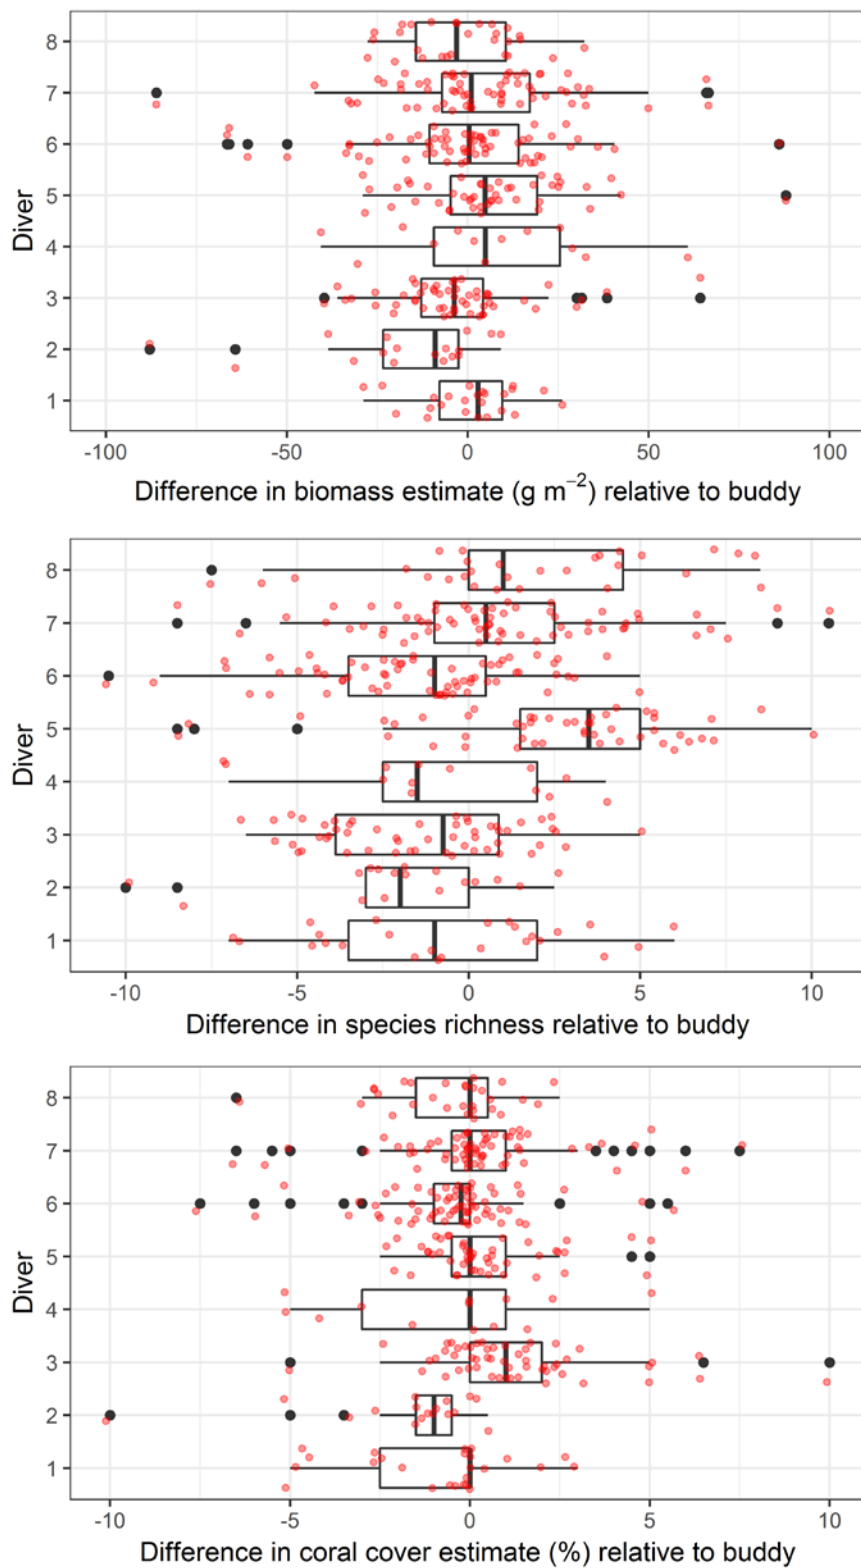 8
7
6
5
4
3
2
1
Diver
-100 -50 0 50 100
Difference in biomass estimate (g m⁻²) relative to buddy
8
7
6
5
4
3
2
1
Diver
-10 -5 0 5 10
Difference in species richness relative to buddy
8
7
6
5
4
3
2
1
Diver
-10 -5 0 5 10
Difference in coral cover estimate (%) relative to buddy